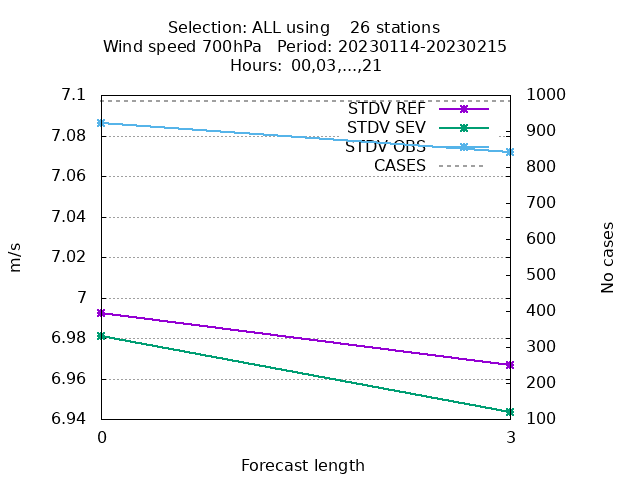 Selection: ALL using 26 stations
Wind speed 700hPa Period: 20230114-20230215
Hours: 00,03,...,21
7.1
7.08
7.06
7.04
7.02
7
6.98
6.96
6.94
m/s
STDV REF
STDV SEV
STDV OBS
CASES
1000
900
800
700
600
500
400
300
200
100
No cases
0
3
Forecast length